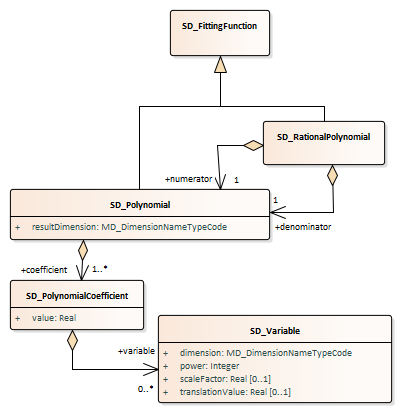 SD_FittingFunction
SD_RationalPolynomial
+numerator 1
SD_Polynomial
1
+ resultDimension: MD_DimensionNameTypeCode
+denominator
+coefficient 1..*
SD_PolynomialCoefficient
+ value: Real
SD_Variable
+variable
+ dimension: MD_DimensionNameTypeCode
+ power: Integer
+ scaleFactor: Real [0..1]
0..*
+ translationValue: Real [0..1]